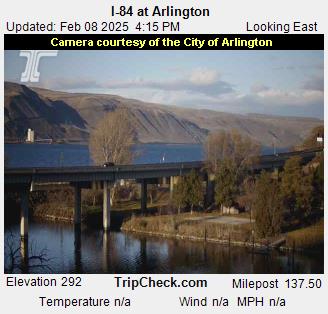 I-84 at Arlington
Updated: Feb 08 2025 4:15 PM Looking East
Camera courtesy of the City of Arlington
Elevation 292 TripCheck.com Milepost 137.50
Temperature n/a Wind n/a MPH n/a